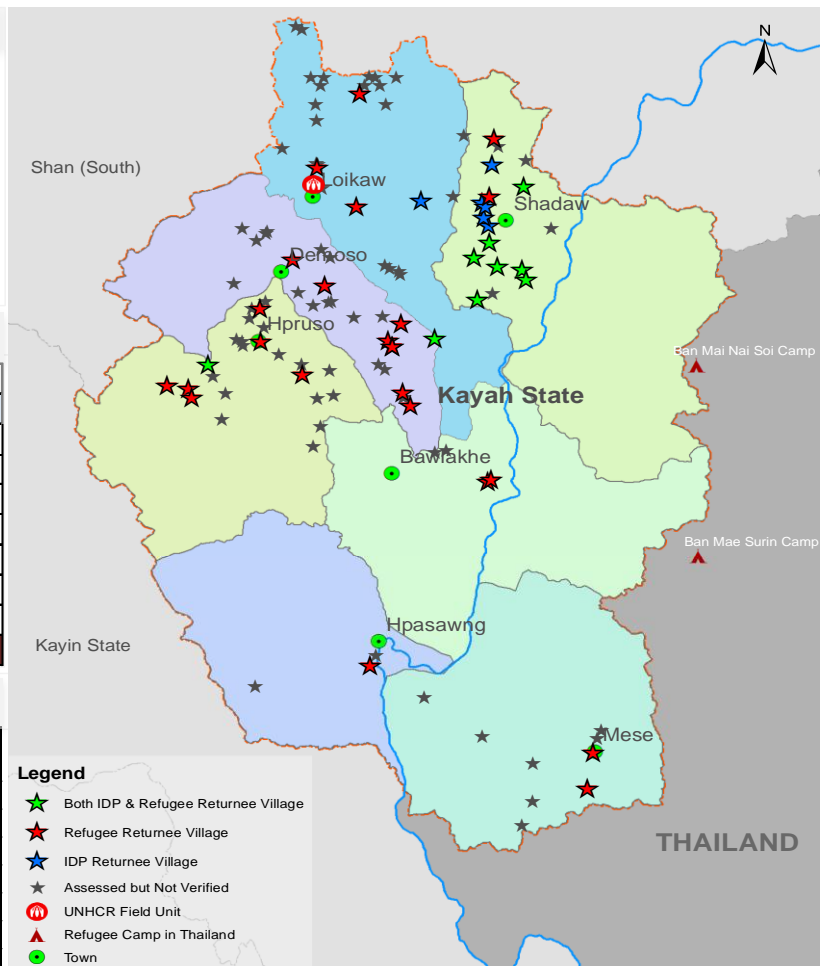 N
Shan (South)
Loikaw
Shadaw
Demoso
Hpruso
Ban Mai Nai Soi Camp
Kayah State
Bawlakhe
Ban Mae Surin Camp
Hpasawng
Kayin State
Mese
THAILAND
Legend
Both IDP & Refugee Returnee Village
Refugee Returnee Village
IDP Returnee Village
Assessed but Not Verified
UNHCR Field Unit
Refugee Camp in Thailand
Town